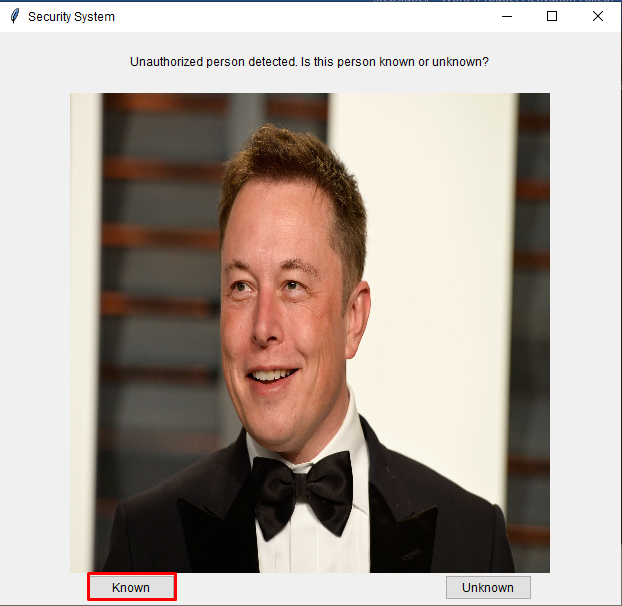 Security System
Unauthorized person detected. Is this person known or unknown?
Known
Unknown